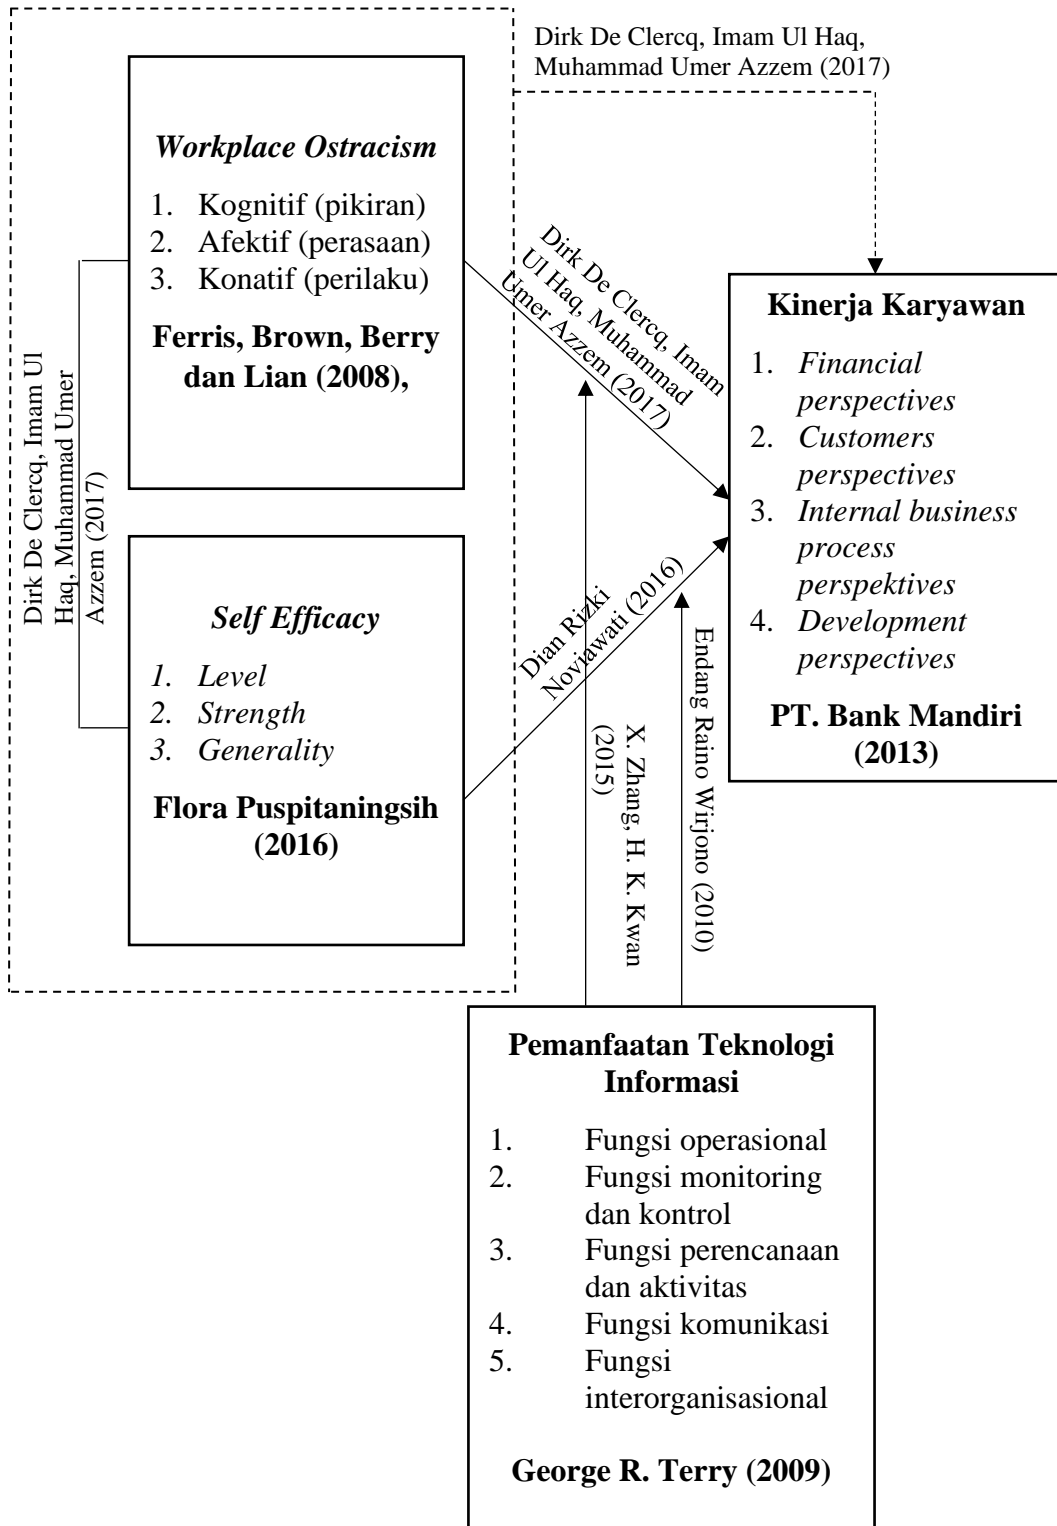 Dirk De Clercq, Imam Ul Haq,
Muhammad Umer Azzem (2017)
Workplace Ostracism
1. Kognitif (pikiran)
2. Afektif (perasaan)
3. Konatif (perilaku)
Ferris, Brown, Berry
dan Lian (2008),
Dirk De Clercq, Imam Ul
Haq, Muhammad Umer
Azzem (2017)
Dirk De Clercq, Imam
Ul Haq, Muhammad
Umer Azzem (2017)
Kinerja Karyawan
1. Financial
perspectives
2. Customers
perspectives
3. Internal business
process
perspektives
4. Development
perspectives
PT. Bank Mandiri
(2013)
Self Efficacy
1. Level
2. Strength
3. Generality
Flora Puspitaningsih
(2016)
Dian Rizki
Noviawati (2016)
X. Zhang, H. K. Kwan
(2015)
Endang Raino Wirjono (2010)
Pemanfaatan Teknologi
Informasi
1. Fungsi operasional
2. Fungsi monitoring
dan kontrol
3. Fungsi perencanaan
dan aktivitas
4. Fungsi komunikasi
5. Fungsi
interorganisasional
George R. Terry (2009)